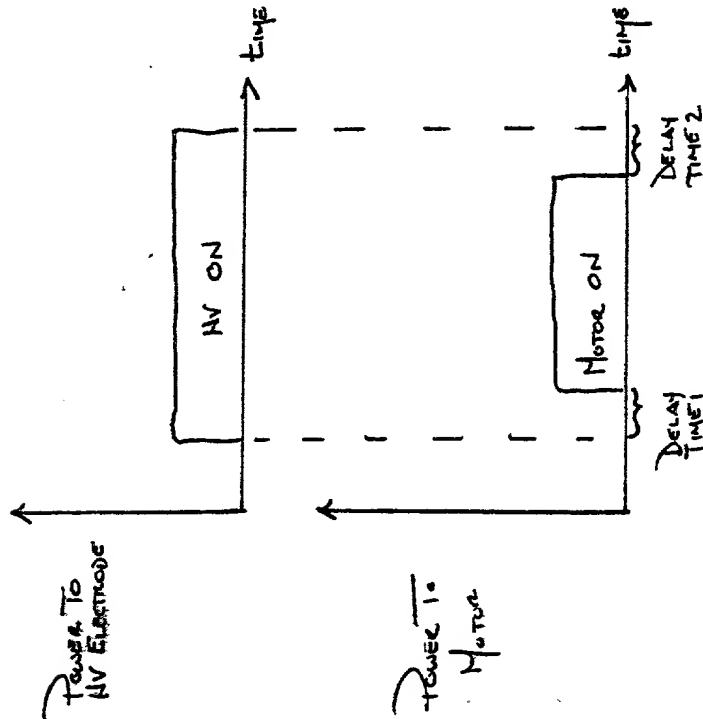 POWER TO
HV ELECTRODE
HV ON
TIME
POWER TO
MOTOR
MOTOR ON
TIME
DELAY
TIME 1
DELAY
TIME 2